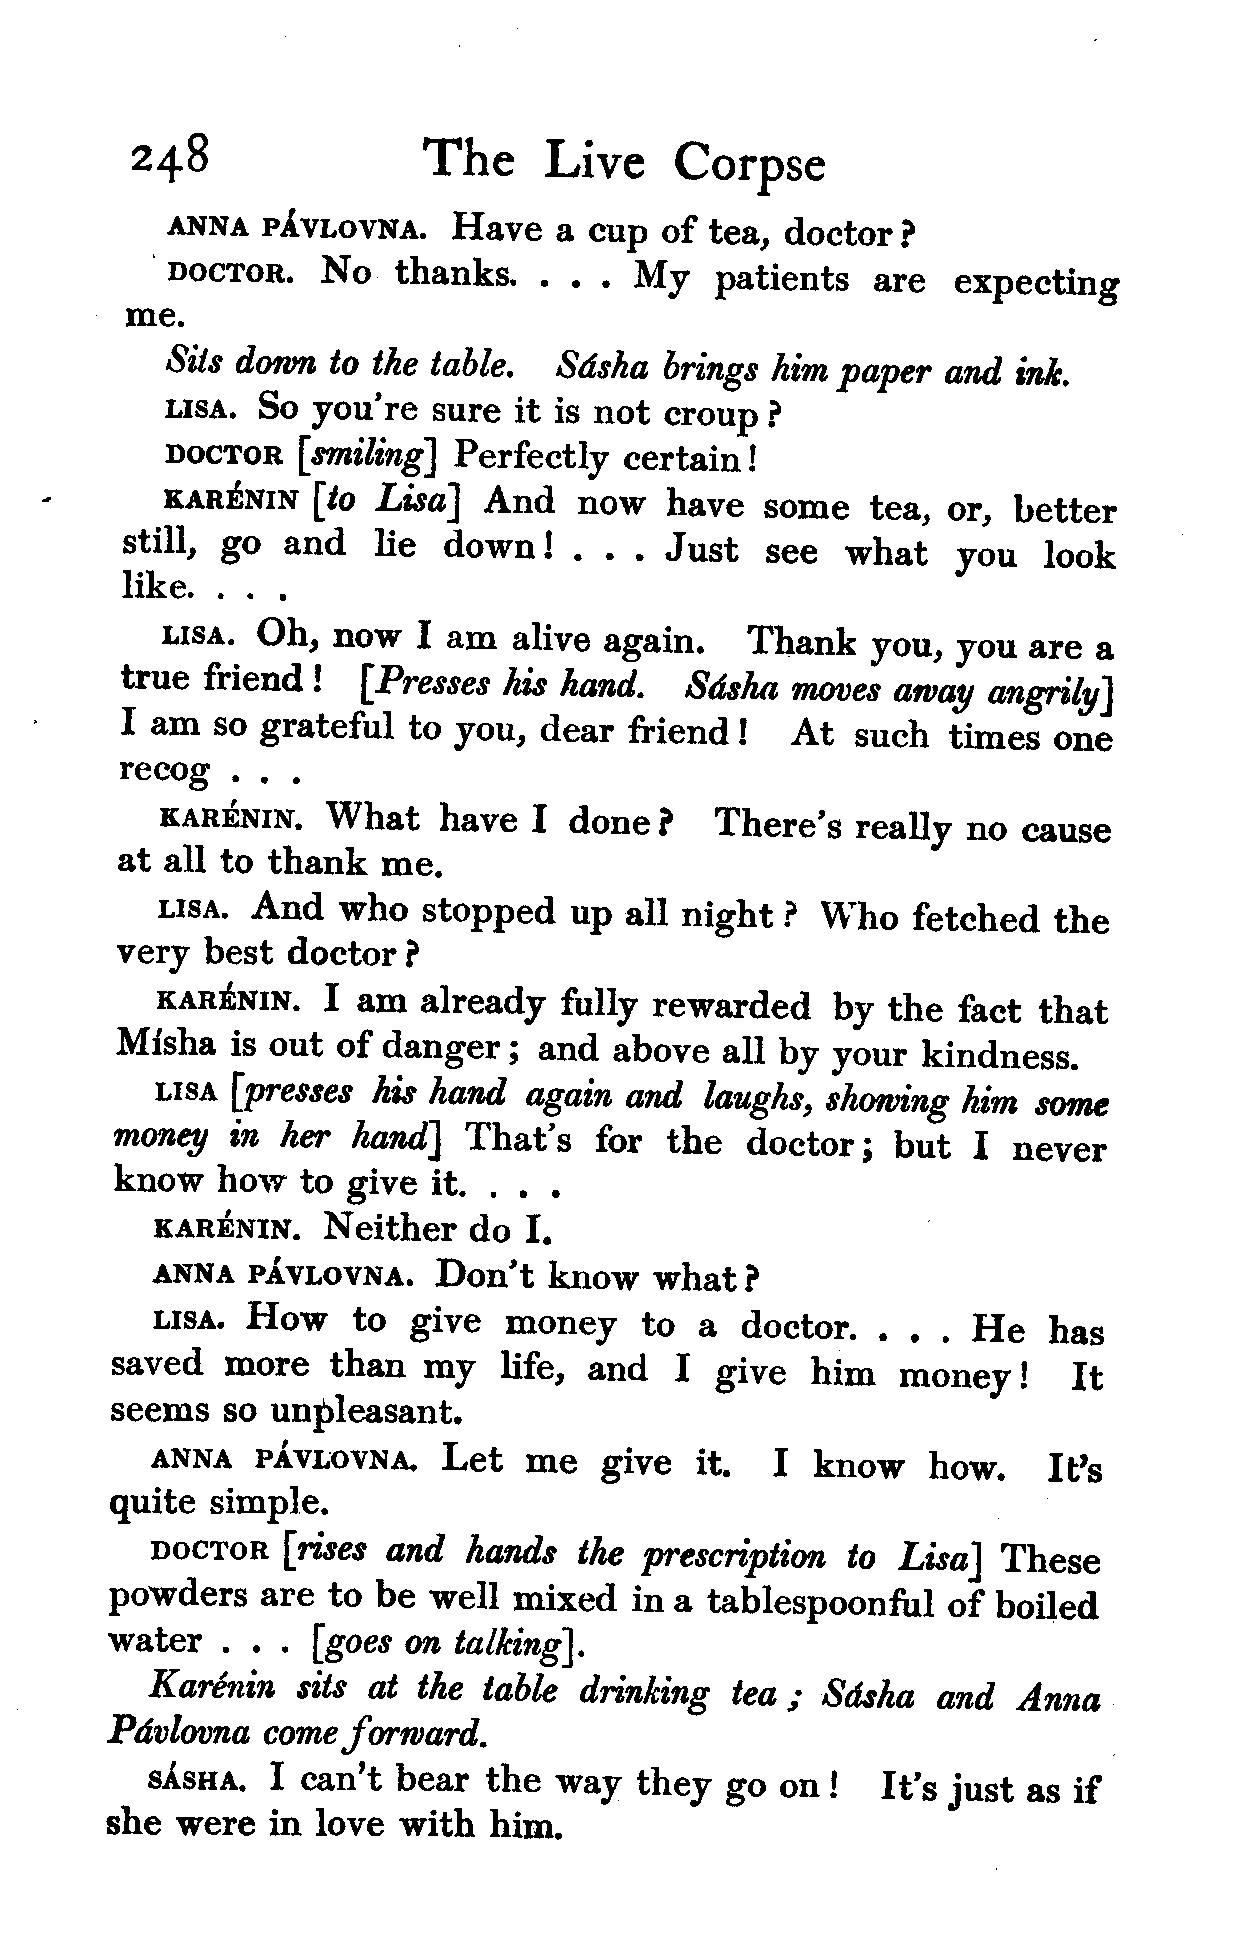 248 The Live Corpse
ANNA PÁVLOVNA. Have a cup of tea, doctor?
DOCTOR. No thanks. . . . My patients are expecting
me.
Sits down to the table. Sásha brings him paper and ink.
LISA. So you're sure it is not croup?
DOCTOR [smiling] Perfectly certain!
KARÉNIN [to Lisa] And now have some tea, or, better
still, go and lie down! . . . Just see what you look
like. . . .
LISA. Oh, now I am alive again. Thank you, you are a
true friend! [Presses his hand. Sásha moves away angrily]
I am so grateful to you, dear friend! At such times one
recog . . .
KARÉNIN. What have I done? There's really no cause
at all to thank me.
LISA. And who stopped up all night? Who fetched the
very best doctor?
KARÉNIN. I am already fully rewarded by the fact that
Mísha is out of danger; and above all by your kindness.
LISA [presses his hand again and laughs, showing him some
money in her hand] That's for the doctor; but I never
know how to give it. . . .
KARÉNIN. Neither do I.
ANNA PÁVLOVNA. Don't know what?
LISA. How to give money to a doctor. . . . He has
saved more than my life, and I give him money! It
seems so unpleasant.
ANNA PÁVLOVNA. Let me give it. I know how. It's
quite simple.
DOCTOR [rises and hands the prescription to Lisa] These
powders are to be well mixed in a tablespoonful of boiled
water . . . [goes on talking].
Karénin sits at the table drinking tea; Sásha and Anna
Pávlovna come forward.
SÁSHA. I can't bear the way they go on! It's just as if
she were in love with him.